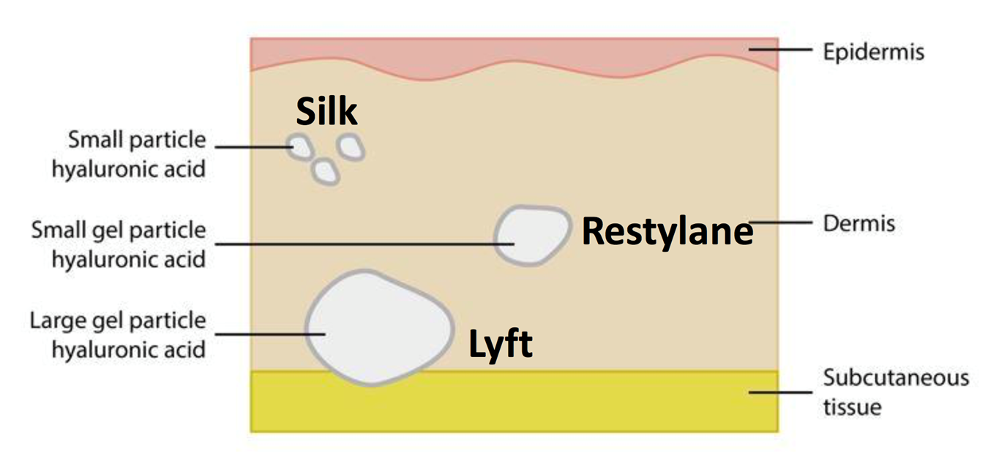 Epidermis
Silk
Small particle
hyaluronic acid
Small gel particle
hyaluronic acid
Restylane
Dermis
Large gel particle
hyaluronic acid
Lyft
Subcutaneous
tissue